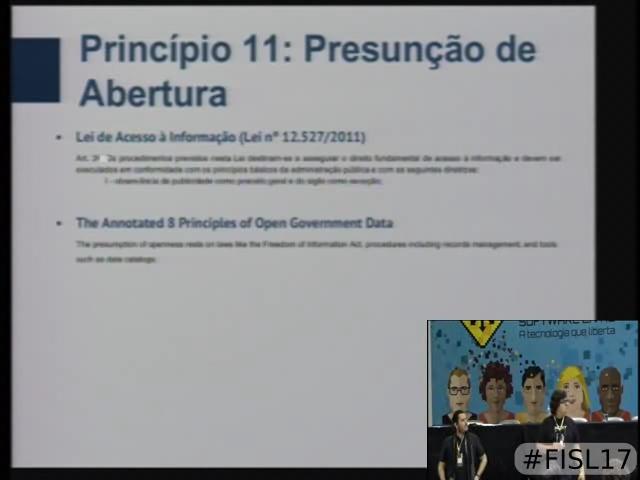 Princípio 11: Presunção de
Abertura
• Lei de Acesso à Informação (Lei nº 12.527/2011)
Art. 3º Os procedimentos previstos nesta Lei destinam-se a assegurar o direito fundamental de acesso à informação e devem ser
executados em conformidade com os princípios básicos da administração pública e com as seguintes diretrizes:
I - observância da publicidade como preceito geral e do sigilo como exceção;
• The Annotated 8 Principles of Open Government Data
The presumption of openness rests on laws like the Freedom of Information Act, procedures including records management, and tools
such as data catalogs.
SOFTWARE LIVRE
A tecnologia que liberta
#FISL17